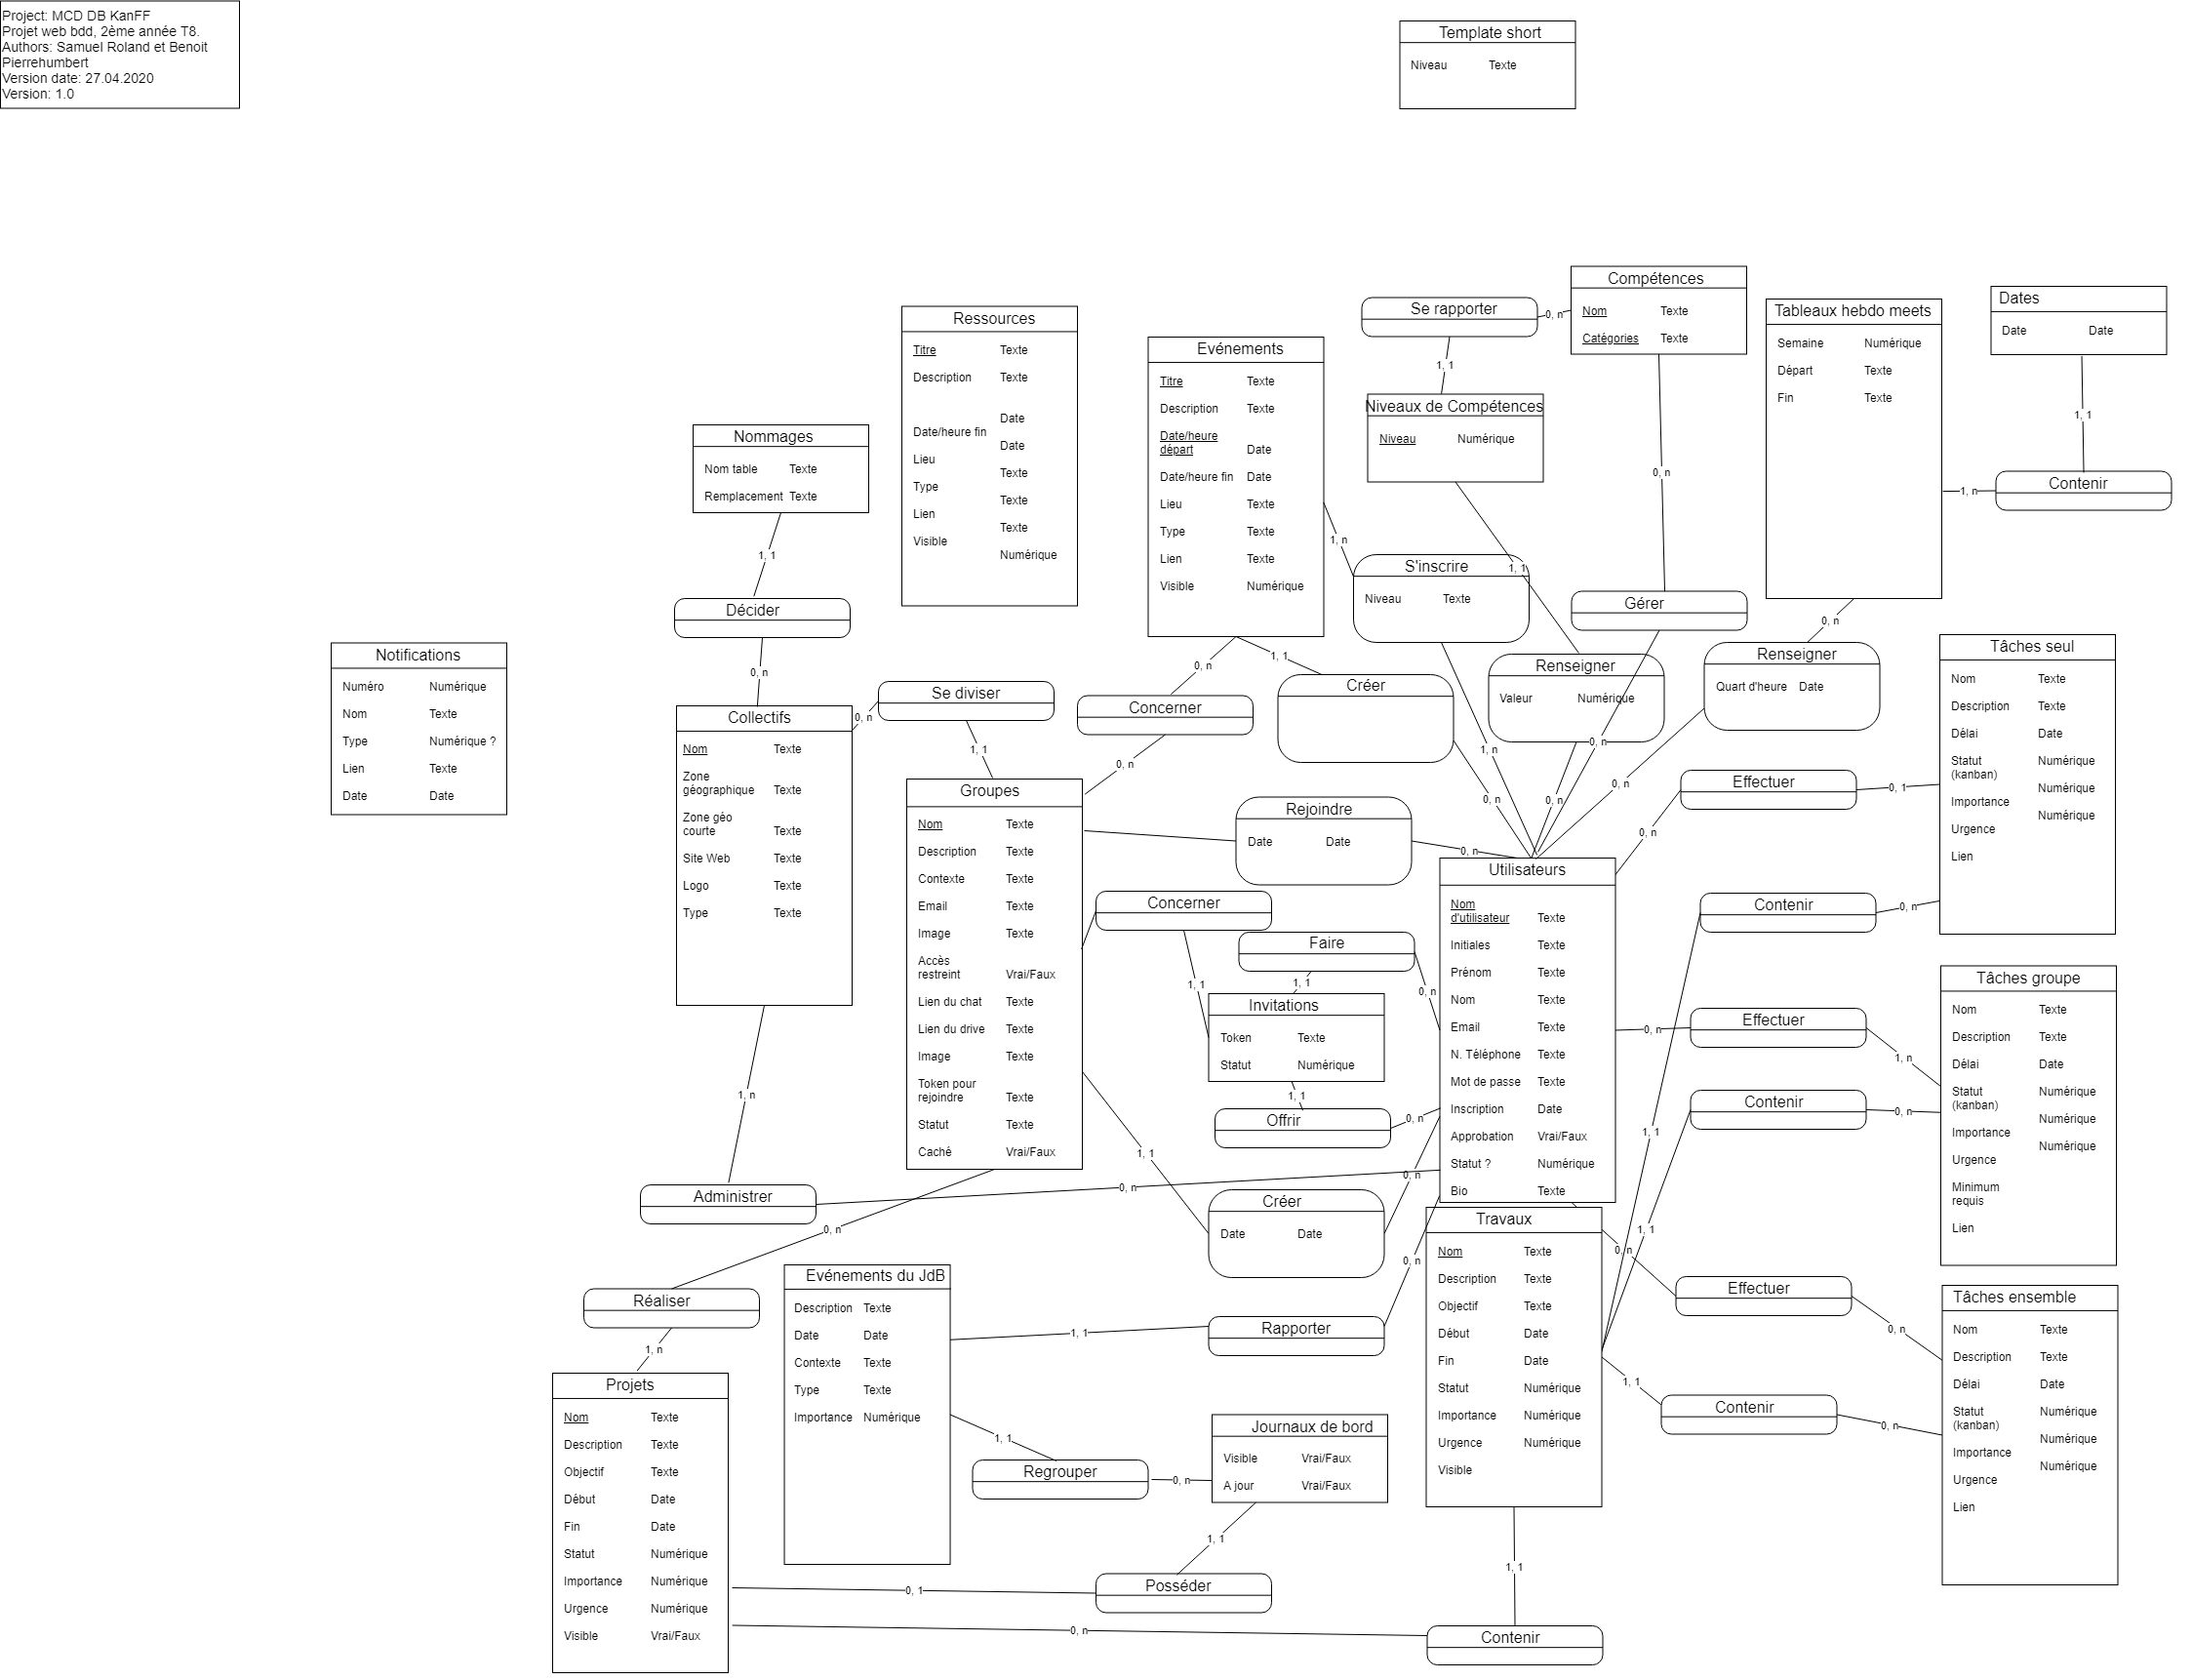 Project: MCD DB KanFF
Projet web bdd, 2ème année T8.
Authors: Samuel Roland et Benoit
Pierrehumbert
Version date: 27.04.2020
Version: 1.0
Template short
Niveau Texte
Compétences
Nom Texte
Catégories Texte
Se rapporter
0, n
1, 1
Niveaux de Compétences
Niveau Numérique
Tableaux hebdo meets
Semaine Numérique
Départ Texte
Fin Texte
Dates
Date Date
1, 1
Contenir
1, n
Ressources
Titre Texte
Description Texte
Date
Date/heure fin
Date
Lieu
Texte
Type
Texte
Lien
Texte
Visible
Numérique
Evénements
Titre Texte
Description Texte
Date/heure
départ Date
Date/heure fin Date
Lieu Texte
Type Texte
Lien Texte
Visible Numérique
Nommages
Nom table Texte
Remplacement Texte
1, 1
Décider
0, n
1, n
S'inscrire
Niveau Texte
1, 1
0, n
Gérer
0, n
Renseigner
Valeur Numérique
Renseigner
Quart d'heure Date
0, n
1, 1
Créer
0, n
Concerner
0, n
1, n
0, n
0, n
0, n
0, n
Notifications
Numéro Numérique
Nom Texte
Type Numérique ?
Lien Texte
Date Date
Collectifs
Nom Texte
Zone
géographique Texte
Zone géo
courte Texte
Site Web Texte
Logo Texte
Type Texte
Se diviser
0, n
1, 1
Groupes
Nom Texte
Description Texte
Contexte Texte
Email Texte
Image Texte
Accès
restreint Vrai/Faux
Lien du chat Texte
Lien du drive Texte
Image Texte
Token pour
rejoindre Texte
Statut Texte
Caché Vrai/Faux
Rejoindre
Date Date
0, n
Concerner
1, 1
Faire
1, 1
0, n
Invitations
Token Texte
Statut Numérique
1, 1
Offrir
0, n
Utilisateurs
Nom
d'utilisateur Texte
Initiales Texte
Prénom Texte
Nom Texte
Email Texte
N. Téléphone Texte
Mot de passe Texte
Inscription Date
Approbation Vrai/Faux
Statut ? Numérique
Bio Texte
Tâches seul
Nom Texte
Description Texte
Délai Date
Statut
(kanban)
Numérique
Numérique
Importance
Numérique
Urgence
Lien
Effectuer
0, 1
0, n
Contenir
0, n
Tâches groupe
Nom Texte
Description Texte
Délai Date
Statut
(kanban)
Numérique
Numérique
Importance
Numérique
Urgence
Minimum
requis
Lien
Effectuer
0, n
1, n
Contenir
0, n
1, 1
1, 1
1, n
Administrer
0, n
1, 1
0, n
Créer
Date Date
0, n
0, n
Réaliser
1, n
Evénements du JdB
Description Texte
Date Date
Contexte Texte
Type Texte
Importance Numérique
1, 1
Rapporter
Travaux
Nom Texte
Description Texte
Objectif Texte
Début Date
Fin Date
Statut Numérique
Importance Numérique
Urgence Numérique
Visible
0, n
Effectuer
0, n
Tâches ensemble
Nom Texte
Description Texte
Délai Date
Statut
(kanban)
Numérique
Numérique
Importance
Numérique
Urgence
Lien
1, 1
Contenir
0, n
Projets
Nom Texte
Description Texte
Objectif Texte
Début Date
Fin Date
Statut Numérique
Importance Numérique
Urgence Numérique
Visible Vrai/Faux
1, 1
Regrouper
0, n
Journaux de bord
Visible Vrai/Faux
A jour Vrai/Faux
1, 1
Posséder
0, 1
1, 1
0, n
Contenir